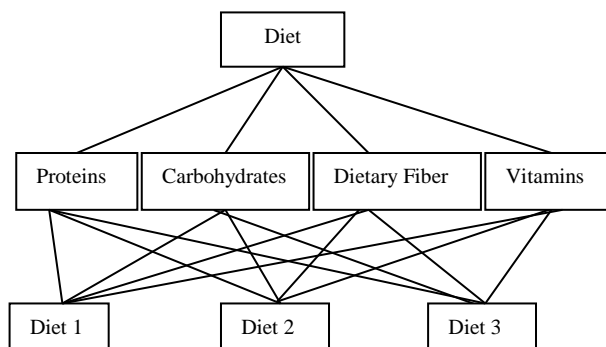 Diet
Proteins Carbohydrates Dietary Fiber Vitamins
Diet 1 Diet 2 Diet 3